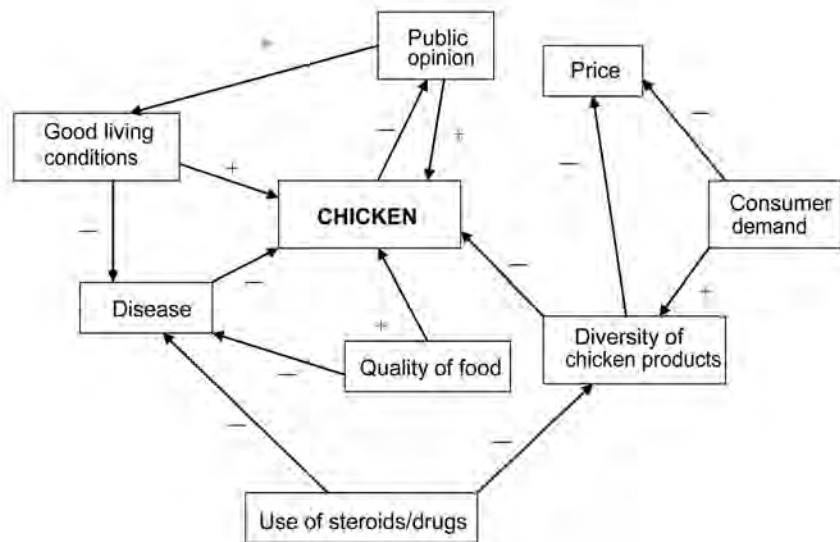 +
Public
opinion
Price
Good living
conditions
—
+
—
+
—
CHICKEN
Consumer
demand
—
—
—
+
Disease
+
Diversity of
chicken products
—
Quality of food
—
—
Use of steroids/drugs